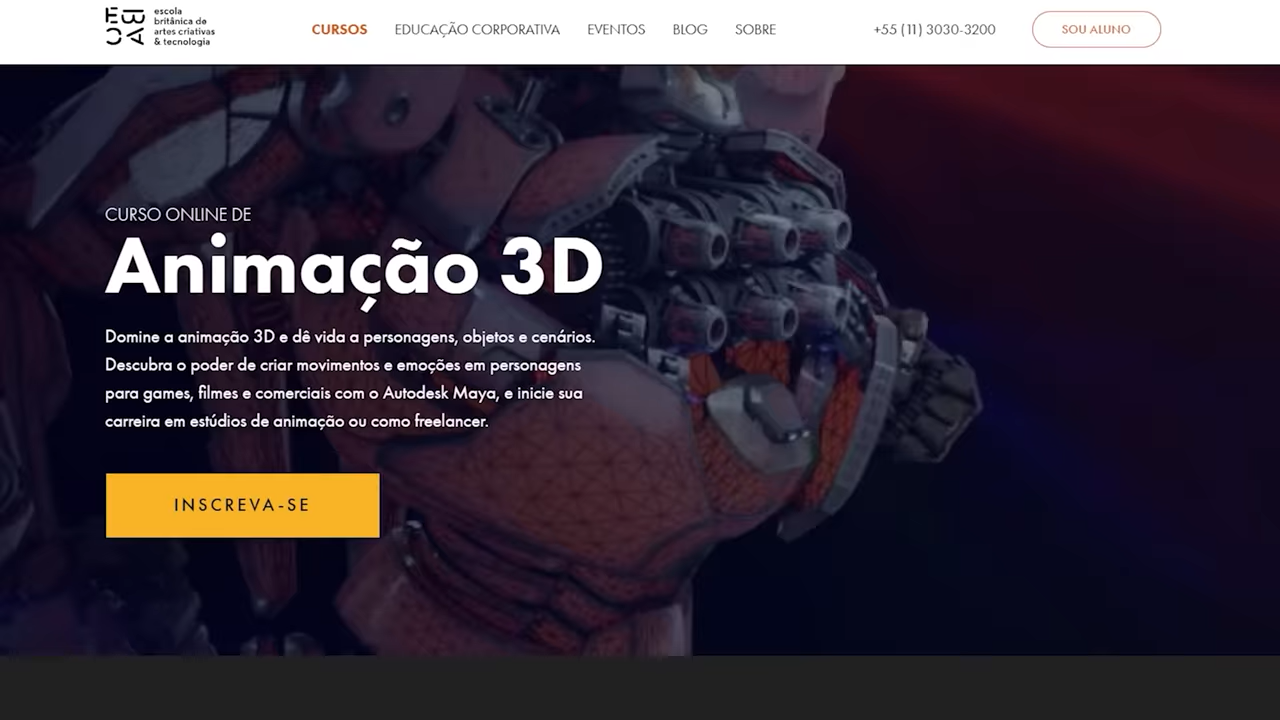 EBAC
escola
britânica de
artes criativas
& tecnologia
CURSOS EDUCAÇÃO CORPORATIVA EVENTOS BLOG SOBRE +55 (11) 3030-3200 SOU ALUNO
CURSO ONLINE DE
Animação 3D
Domine a animação 3D e dê vida a personagens, objetos e cenários.
Descubra o poder de criar movimentos e emoções em personagens
para games, filmes e comerciais com o Autodesk Maya, e inicie sua
carreira em estúdios de animação ou como freelancer.
INSCREVA-SE